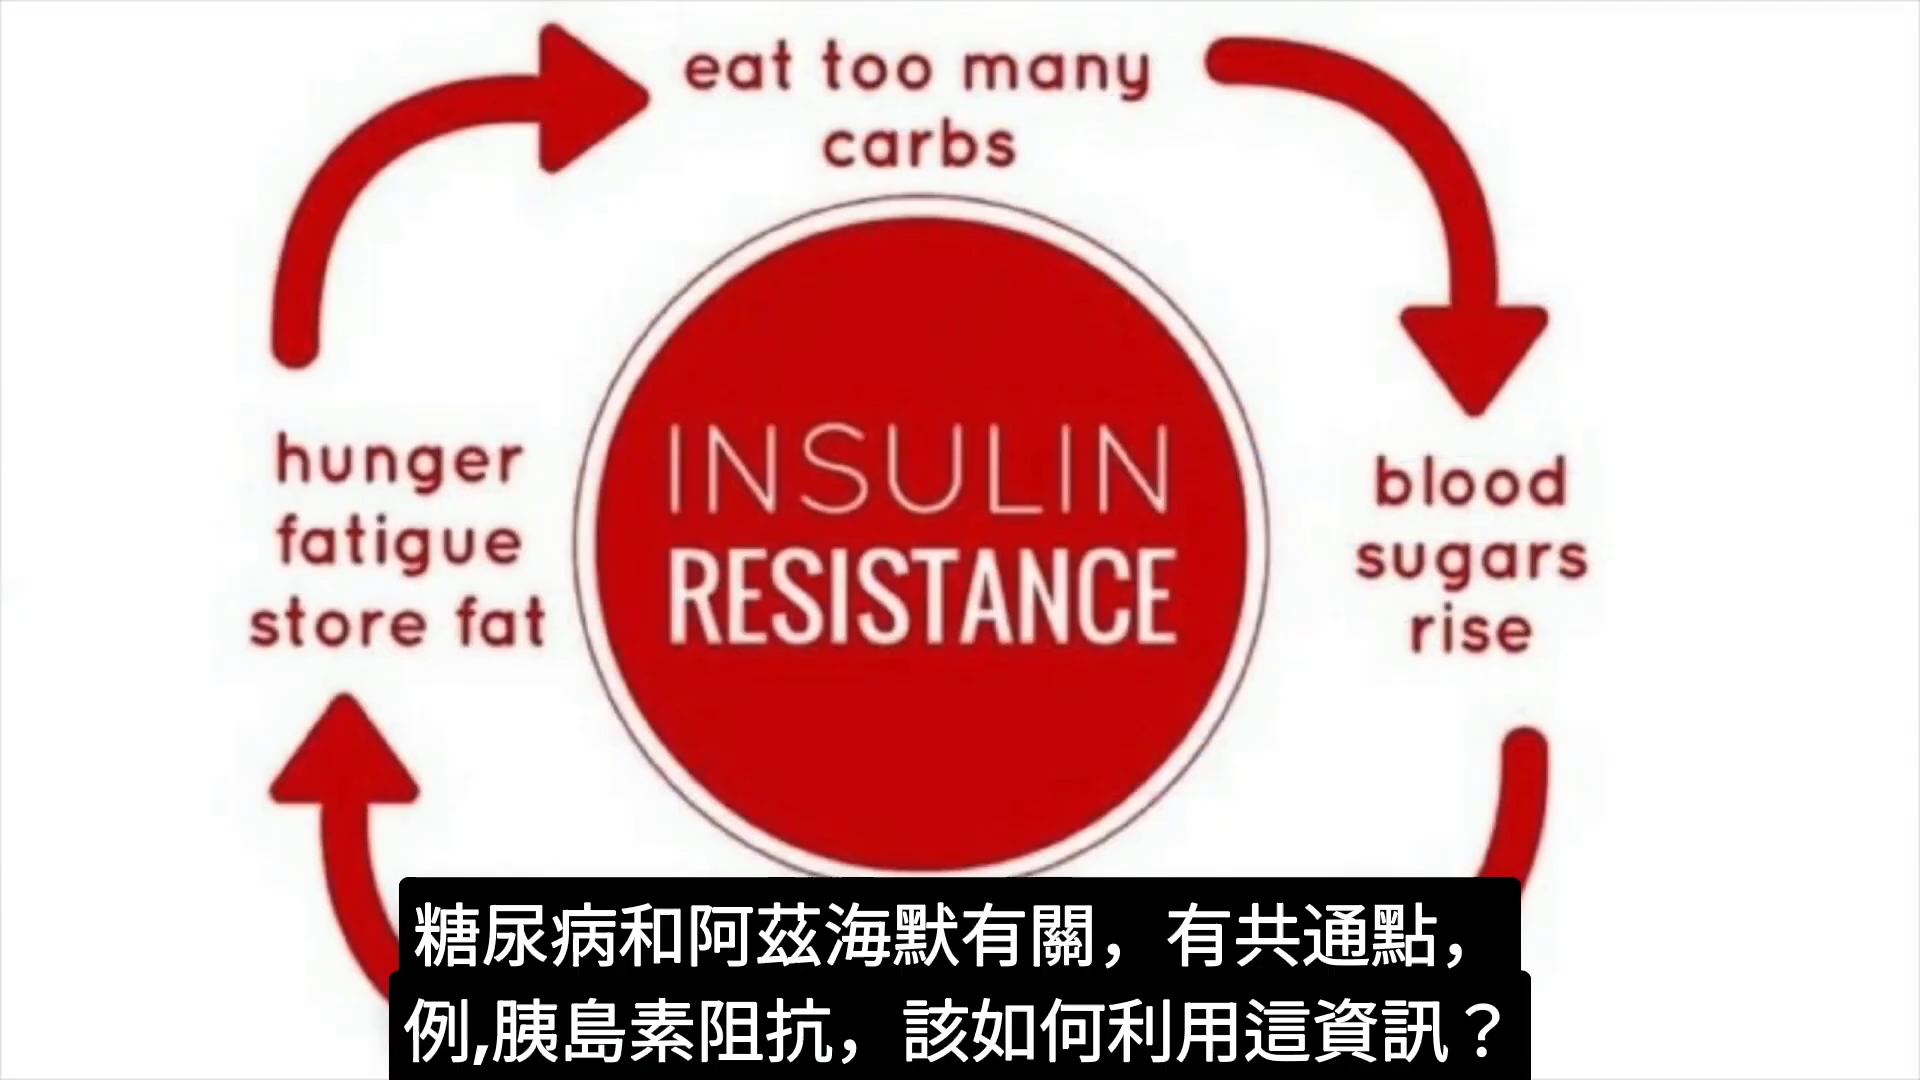 eat too many
carbs
blood
sugars
rise
hunger
fatigue
store fat
INSULIN
RESISTANCE
糖尿病和阿茲海默有關，有共通點，
例,胰島素阻抗，該如何利用這資訊？